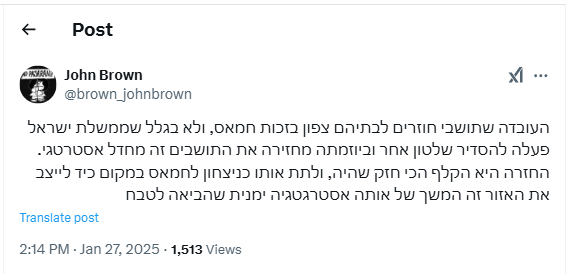 Post
John Brown
@brown_johnbrown
העובדה שתושבי חוזרים לבתיהם צפון בזכות חמאס, ולא בגלל שממשלת ישראל
פעלה להסדיר שלטון אחר וביוזמתה מחזירה את התושבים זה מחדל אסטרטגי.
החזרה היא הקלף הכי חזק שהיה, ולתת אותו כניצחון לחמאס במקום כיד לייצב
את האזור זה המשך של אותה אסטרגטגיה ימנית שהביאה לטבח
Translate post
2:14 PM · Jan 27, 2025 · 1,513 Views